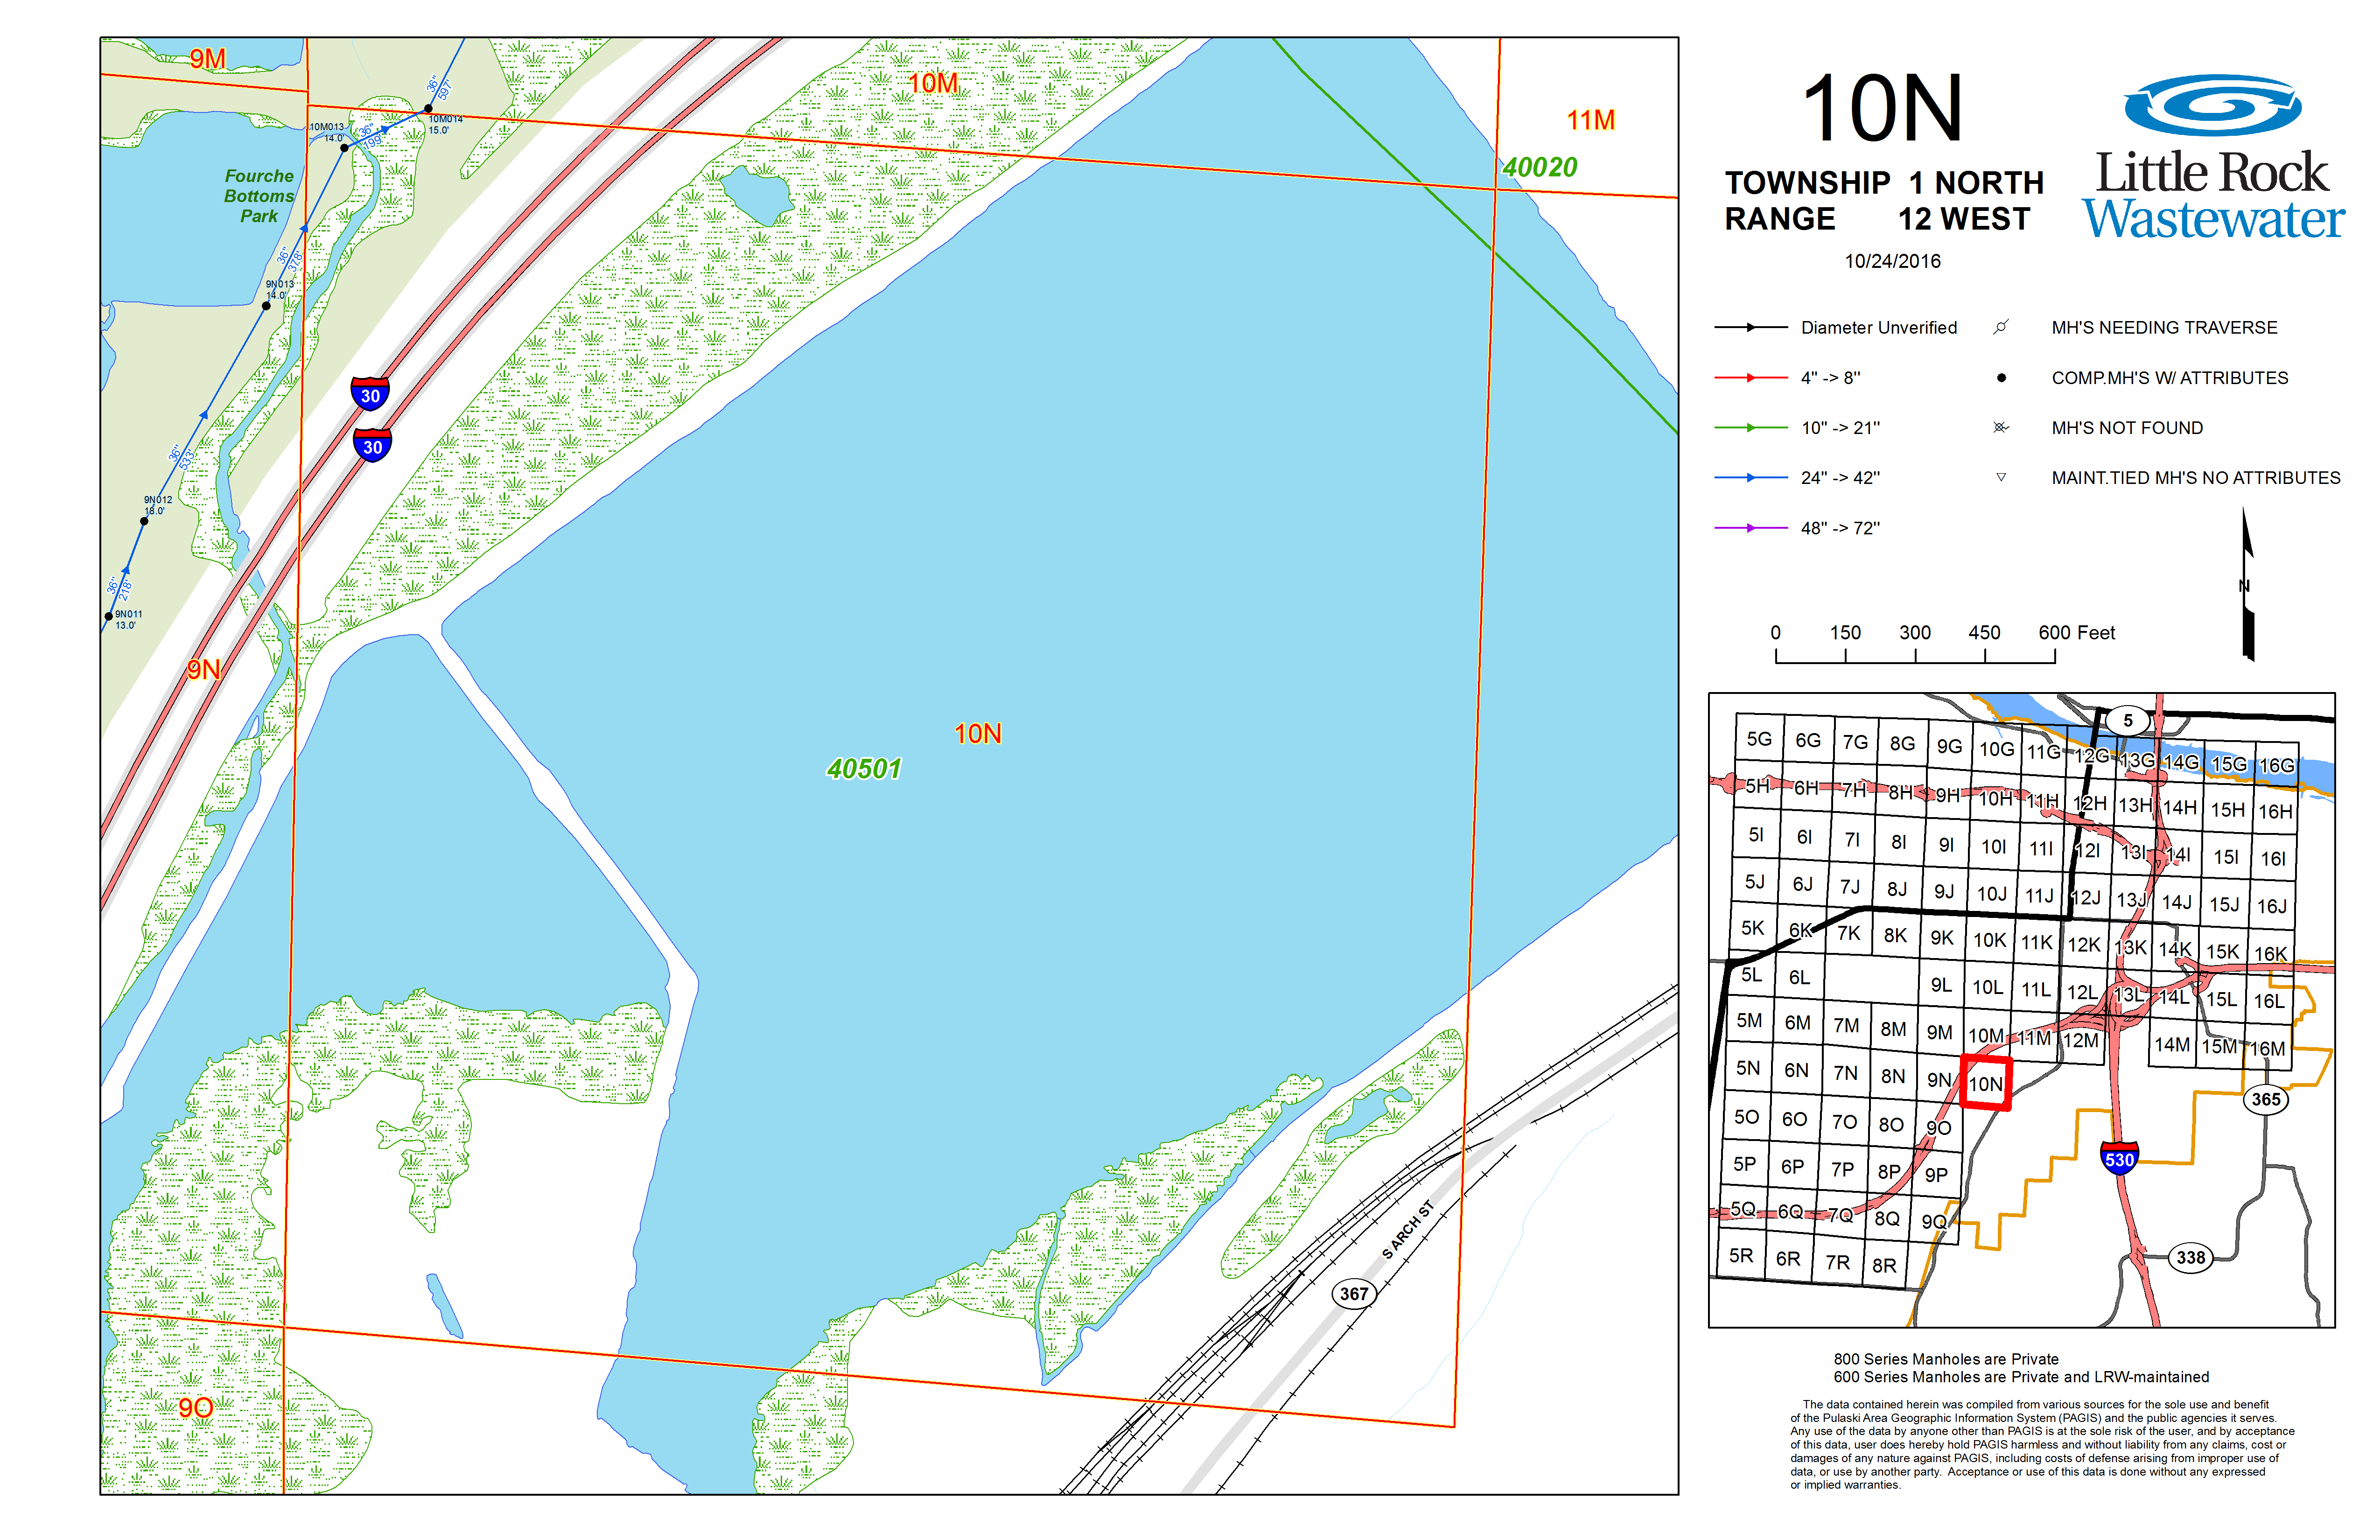 9M
10M
11M
36"
597'
10M014
15.0'
10M013
14.0'
36"
199'
40020
Fourche
Bottoms
Park
36"
378'
9N013
14.0'
30
30
36"
533'
9N012
18.0'
36"
218'
9N011
13.0'
9N
10N
40501
S ARCH ST
367
9O
10N
TOWNSHIP 1 NORTH
RANGE 12 WEST
10/24/2016
Little Rock
Wastewater
Diameter Unverified
MH'S NEEDING TRAVERSE
4" -> 8"
COMP.MH'S W/ ATTRIBUTES
10" -> 21"
MH'S NOT FOUND
24" -> 42"
MAINT.TIED MH'S NO ATTRIBUTES
48" -> 72"
N
0 150 300 450 600 Feet
5
5G 6G 7G 8G 9G 10G 11G 12G 13G 14G 15G 16G
5H 6H 7H 8H 9H 10H 11H 12H 13H 14H 15H 16H
5I 6I 7I 8I 9I 10I 11I 12I 13I 14I 15I 16I
5J 6J 7J 8J 9J 10J 11J 12J 13J 14J 15J 16J
5K 6K 7K 8K 9K 10K 11K 12K 13K 14K 15K 16K
5L 6L 9L 10L 11L 12L 13L 14L 15L 16L
5M 6M 7M 8M 9M 10M 11M 12M 14M 15M 16M
5N 6N 7N 8N 9N 10N
365
5O 6O 7O 8O 9O
530
5P 6P 7P 8P 9P
5Q 6Q 7Q 8Q 9Q
338
5R 6R 7R 8R
800 Series Manholes are Private
600 Series Manholes are Private and LRW-maintained
The data contained herein was compiled from various sources for the sole use and benefit
of the Pulaski Area Geographic Information System (PAGIS) and the public agencies it serves.
Any use of the data by anyone other than PAGIS is at the sole risk of the user, and by acceptance
of this data, user does hereby hold PAGIS harmless and without liability from any claims, cost or
damages of any nature against PAGIS, including costs of defense arising from improper use of
data, or use by another party. Acceptance or use of this data is done without any expressed
or implied warranties.